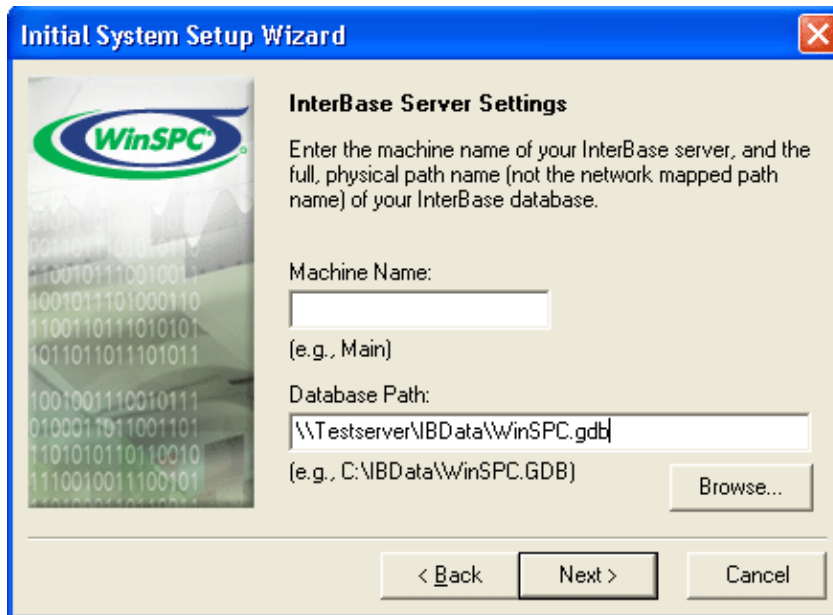 Initial System Setup Wizard
WinSPC
InterBase Server Settings
Enter the machine name of your InterBase server, and the
full, physical path name (not the network mapped path
name) of your InterBase database.
Machine Name:
(e.g., Main)
Database Path:
\\Testserver\IBData\WinSPC.gdb
(e.g., C:\IBData\WinSPC.GDB)
Browse...
< Back
Next >
Cancel